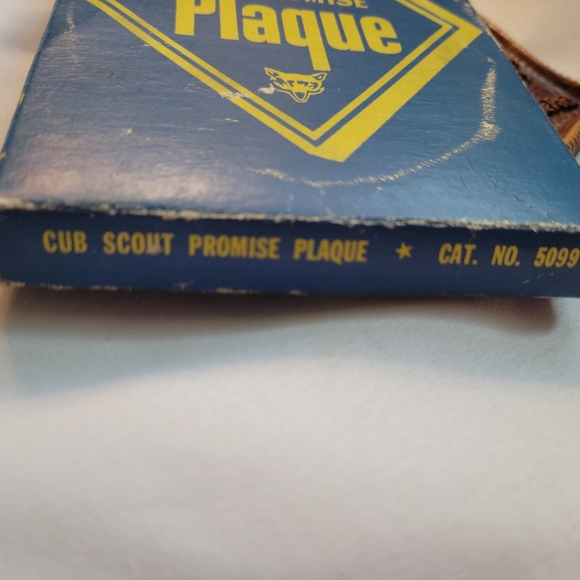 Plaque
CUB SCOUT PROMISE PLAQUE ★ CAT. NO. 5099